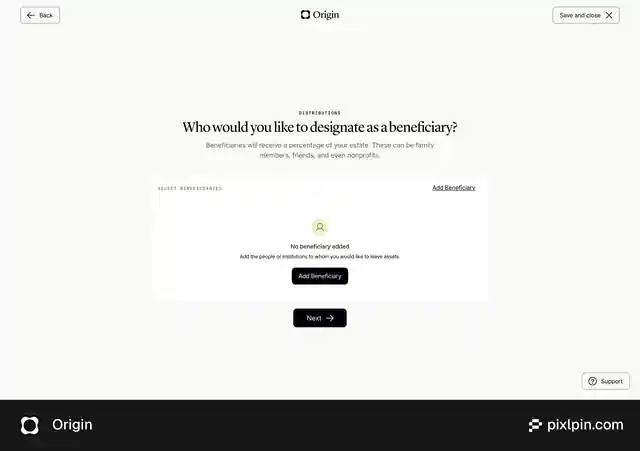 Back
Origin
Save and close
DISTRIBUTIONS
Who would you like to designate as a beneficiary?
Beneficiaries will receive a percentage of your estate. These can be family
members, friends, and even nonprofits.
SELECT BENEFICIARIES
Add Beneficiary
No beneficiary added
Add the people or institutions to whom you would like to leave assets.
Add Beneficiary
Next
Support
Origin
pixlpin.com